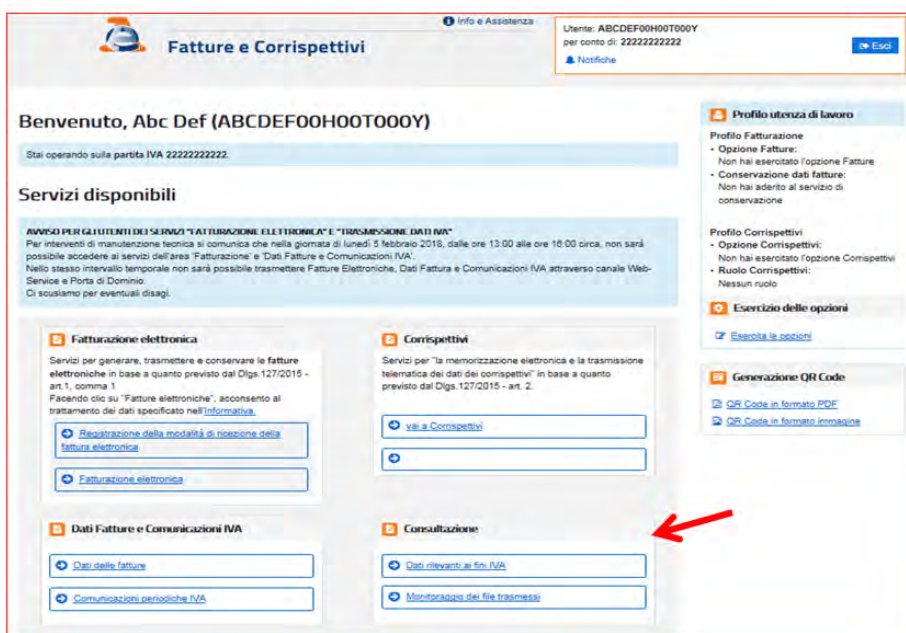 Info e Assistenza
Fatture e Corrispettivi
Utente: ABCDEF00H00T000Y
per conto di: 22222222222
Notifiche
Esci
Benvenuto, Abc Def (ABCDEF00H00T000Y)
Stai operando sulla partita IVA 22222222222.
Servizi disponibili
AVVISO PER GLI UTENTI DEI SERVIZI "FATTURAZIONE ELETTRONICA" E "TRASMISSIONE DATI IVA"
Per interventi di manutenzione tecnica si comunica che nella giornata di lunedì 5 febbraio 2018, dalle ore 13:00 alle ore 16:00 circa, non sarà
possibile accedere ai servizi dell'area 'Fatturazione' e 'Dati Fatture e Comunicazioni IVA'.
Nello stesso intervallo temporale non sarà possibile trasmettere Fatture Elettroniche, Dati Fattura e Comunicazioni IVA attraverso canale Web-
Service e Porta di Dominio.
Ci scusiamo per eventuali disagi.
Fatturazione elettronica
Servizi per generare, trasmettere e conservare le fatture
elettroniche in base a quanto previsto dal Dlgs.127/2015 -
art.1, comma 1
Facendo clic su "Fatture elettroniche", acconsento al
trattamento dei dati specificato nell'Informativa.
Registrazione della modalità di ricezione della
fattura elettronica
Fatturazione elettronica
Corrispettivi
Servizi per "la memorizzazione elettronica e la trasmissione
telematica dei dati dei corrispettivi" in base a quanto
previsto dal Dlgs.127/2015 - art. 2.
vai a Corrispettivi
Dati Fatture e Comunicazioni IVA
Dati delle fatture
Comunicazioni periodiche IVA
Consultazione
Dati rilevanti ai fini IVA
Monitoraggio dei file trasmessi
Profilo utenza di lavoro
Profilo Fatturazione
- Opzione Fatture:
Non hai esercitato l'opzione Fatture
- Conservazione dati fatture:
Non hai aderito al servizio di
conservazione
Profilo Corrispettivi
- Opzione Corrispettivi:
Non hai esercitato l'opzione Corrispettivi
- Ruolo Corrispettivi:
Nessun ruolo
Esercizio delle opzioni
Esercita le opzioni
Generazione QR Code
QR Code in formato PDF
QR Code in formato immagine